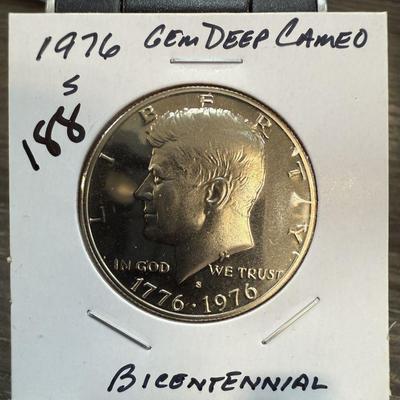 1976 GEM DEEP CAMEO
S
188
LIBERTY
IN GOD WE TRUST
S
1776 · 1976
BICENTENNIAL